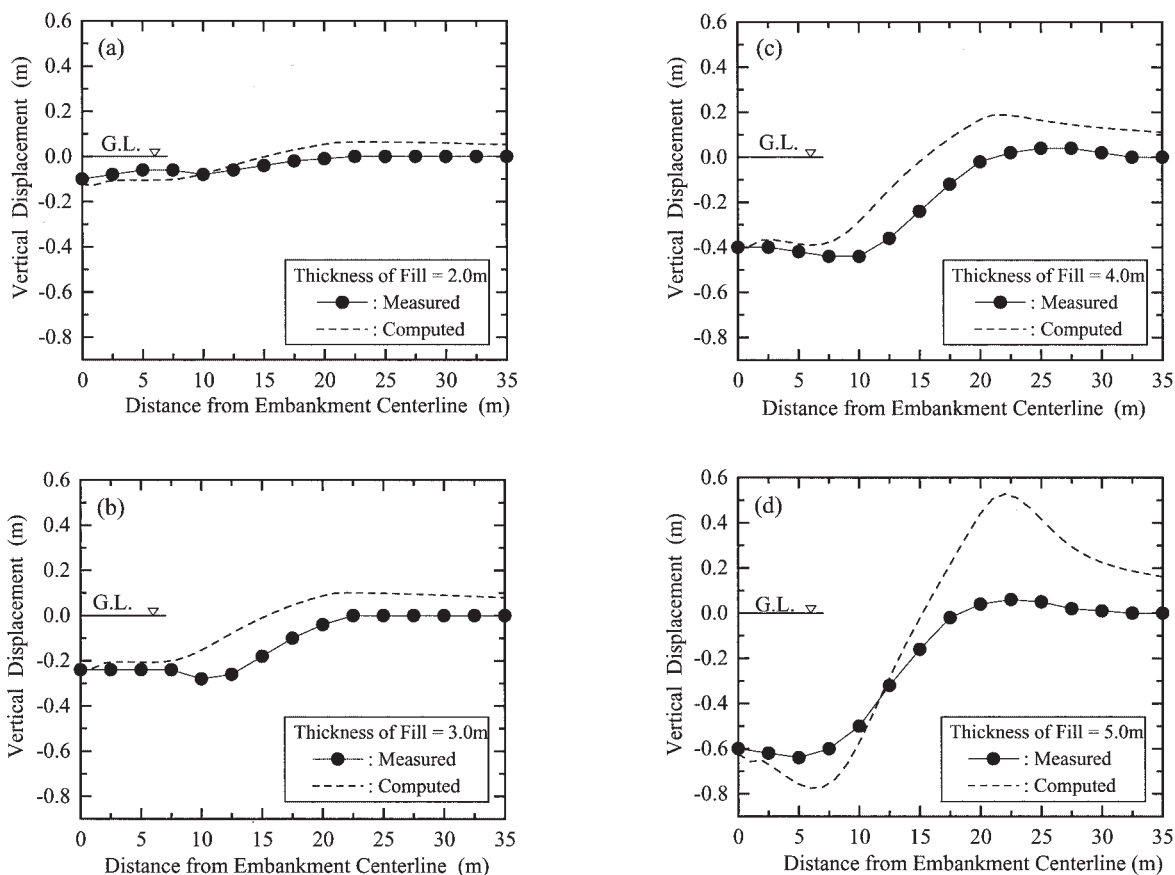 (a)
0.6
0.4
0.2
0.0
-0.2
-0.4
-0.6
-0.8
Vertical Displacement (m)
G.L.
Thickness of Fill = 2.0m
: Measured
: Computed
0 5 10 15 20 25 30 35
Distance from Embankment Centerline (m)
(c)
0.6
0.4
0.2
0.0
-0.2
-0.4
-0.6
-0.8
Vertical Displacement (m)
G.L.
Thickness of Fill = 4.0m
: Measured
: Computed
0 5 10 15 20 25 30 35
Distance from Embankment Centerline (m)
(b)
0.6
0.4
0.2
0.0
-0.2
-0.4
-0.6
-0.8
Vertical Displacement (m)
G.L.
Thickness of Fill = 3.0m
: Measured
: Computed
0 5 10 15 20 25 30 35
Distance from Embankment Centerline (m)
(d)
0.6
0.4
0.2
0.0
-0.2
-0.4
-0.6
-0.8
Vertical Displacement (m)
G.L.
Thickness of Fill = 5.0m
: Measured
: Computed
0 5 10 15 20 25 30 35
Distance from Embankment Centerline (m)